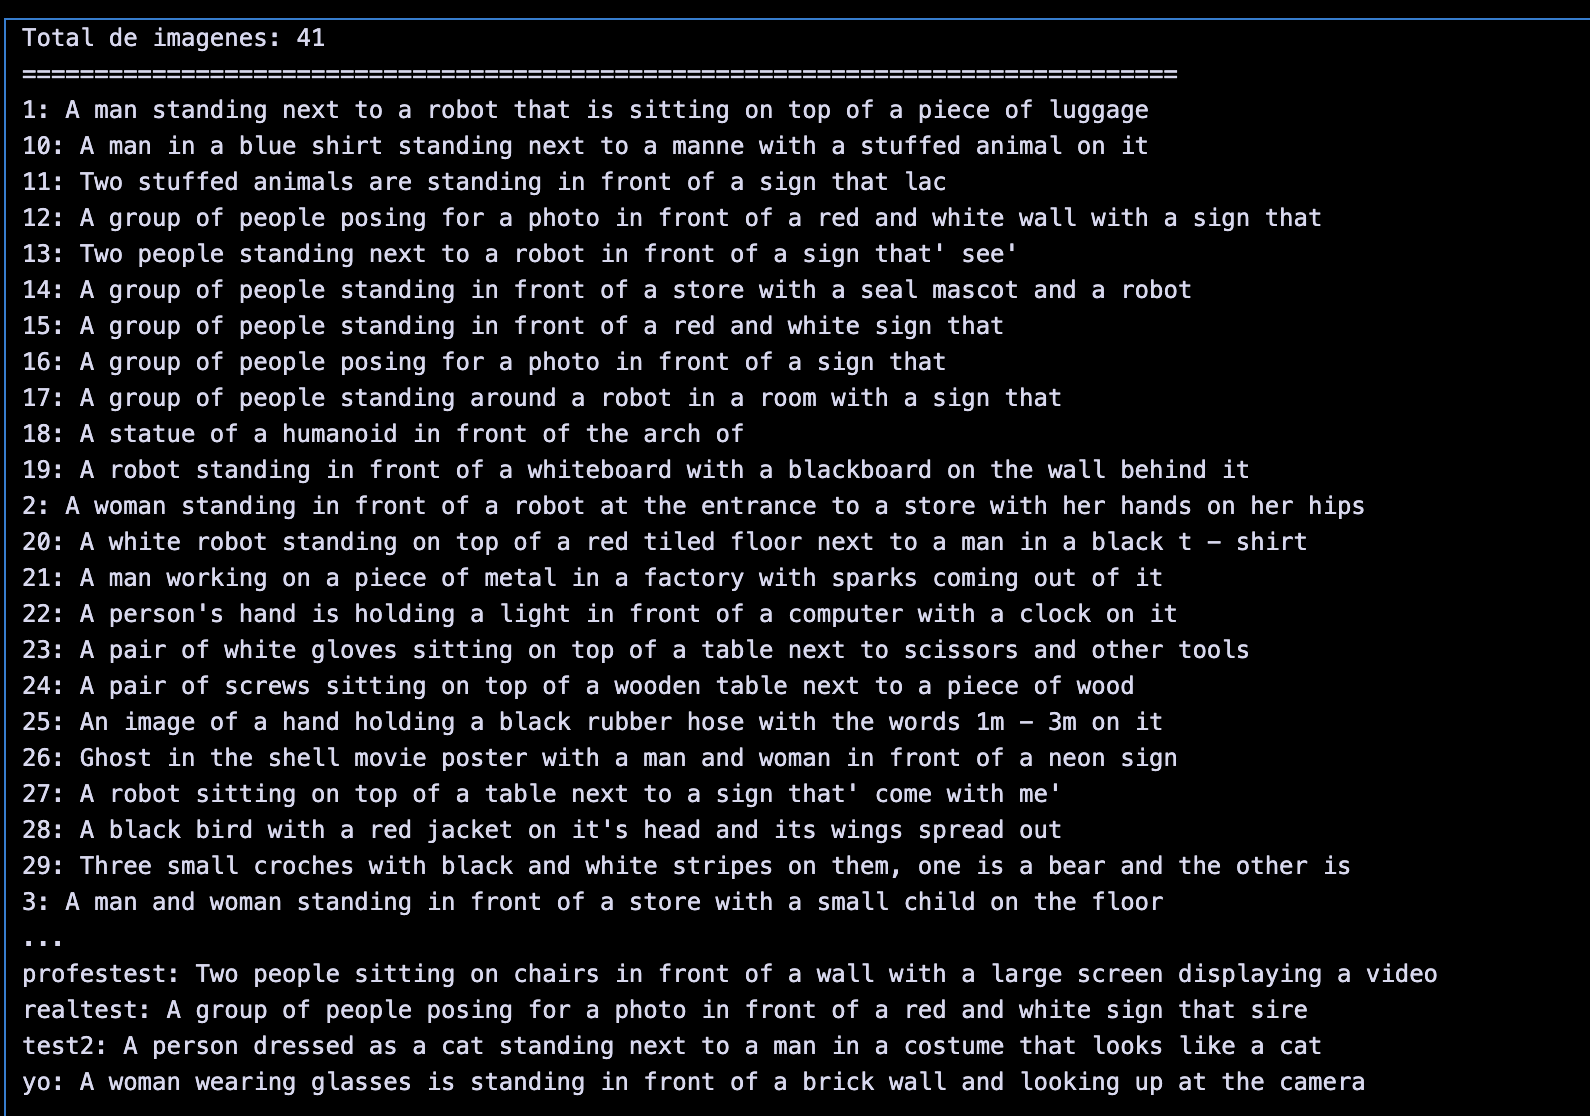 Total de imagenes: 41
================================================================================
1: A man standing next to a robot that is sitting on top of a piece of luggage
10: A man in a blue shirt standing next to a manne with a stuffed animal on it
11: Two stuffed animals are standing in front of a sign that lac
12: A group of people posing for a photo in front of a red and white wall with a sign that
13: Two people standing next to a robot in front of a sign that' see'
14: A group of people standing in front of a store with a seal mascot and a robot
15: A group of people standing in front of a red and white sign that
16: A group of people posing for a photo in front of a sign that
17: A group of people standing around a robot in a room with a sign that
18: A statue of a humanoid in front of the arch of
19: A robot standing in front of a whiteboard with a blackboard on the wall behind it
2: A woman standing in front of a robot at the entrance to a store with her hands on her hips
20: A white robot standing on top of a red tiled floor next to a man in a black t – shirt
21: A man working on a piece of metal in a factory with sparks coming out of it
22: A person's hand is holding a light in front of a computer with a clock on it
23: A pair of white gloves sitting on top of a table next to scissors and other tools
24: A pair of screws sitting on top of a wooden table next to a piece of wood
25: An image of a hand holding a black rubber hose with the words 1m – 3m on it
26: Ghost in the shell movie poster with a man and woman in front of a neon sign
27: A robot sitting on top of a table next to a sign that' come with me'
28: A black bird with a red jacket on it's head and its wings spread out
29: Three small croches with black and white stripes on them, one is a bear and the other is
3: A man and woman standing in front of a store with a small child on the floor
...
profestest: Two people sitting on chairs in front of a wall with a large screen displaying a video
realtest: A group of people posing for a photo in front of a red and white sign that sire
test2: A person dressed as a cat standing next to a man in a costume that looks like a cat
yo: A woman wearing glasses is standing in front of a brick wall and looking up at the camera